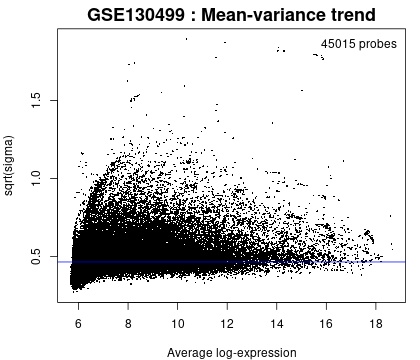 GSE130499 : Mean-variance trend
45015 probes
sqrt(sigma)
1.5
1.0
0.5
6 8 10 12 14 16 18
Average log-expression